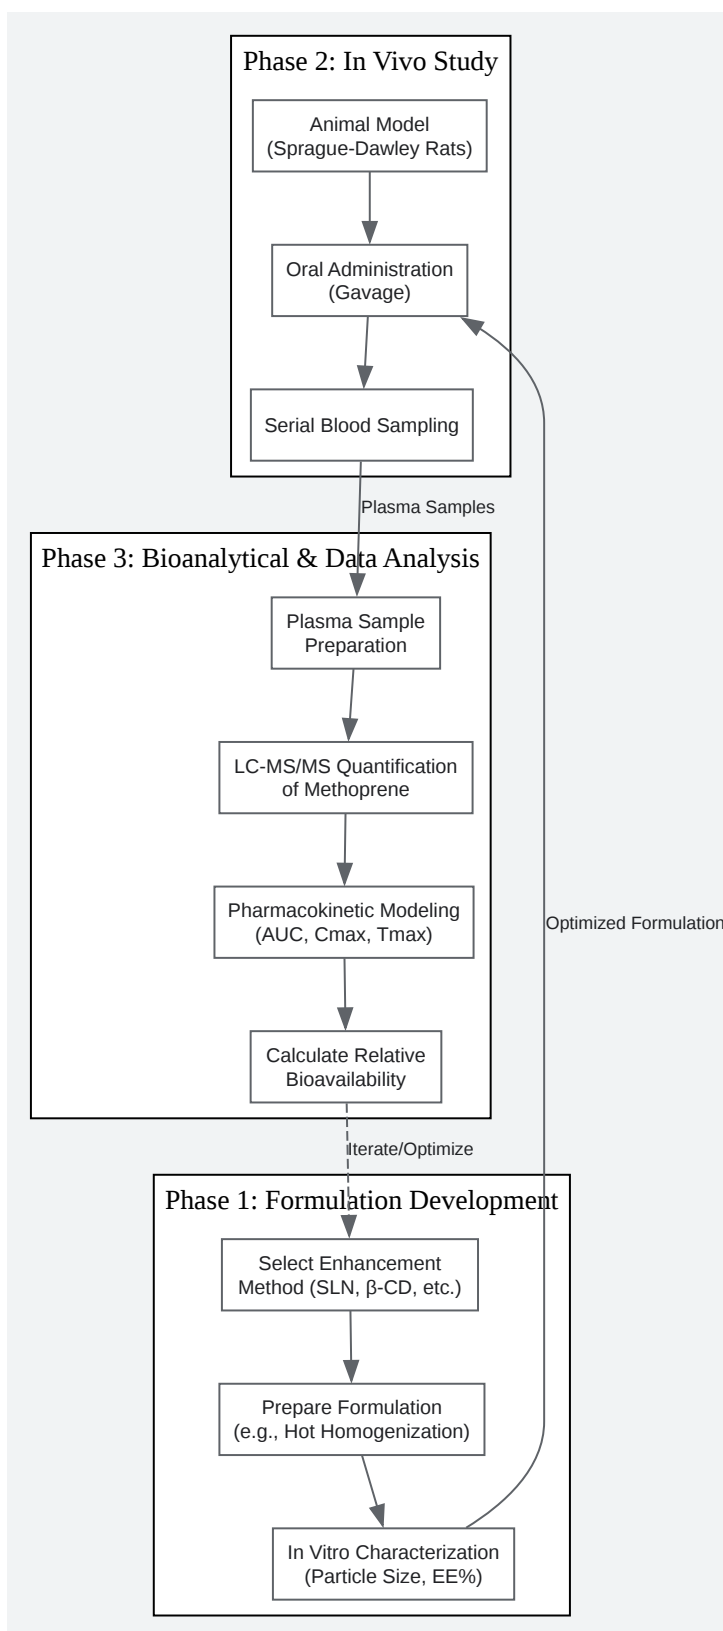 Phase 2: In Vivo Study
Animal Model
(Sprague-Dawley Rats)
Oral Administration
(Gavage)
Serial Blood Sampling
Plasma Samples
Phase 3: Bioanalytical & Data Analysis
Plasma Sample
Preparation
LC-MS/MS Quantification
of Methoprene
Pharmacokinetic Modeling
(AUC, Cmax, Tmax)
Optimized Formulation
Calculate Relative
Bioavailability
Iterate/Optimize
Phase 1: Formulation Development
Select Enhancement
Method (SLN, β-CD, etc.)
Prepare Formulation
(e.g., Hot Homogenization)
In Vitro Characterization
(Particle Size, EE%)